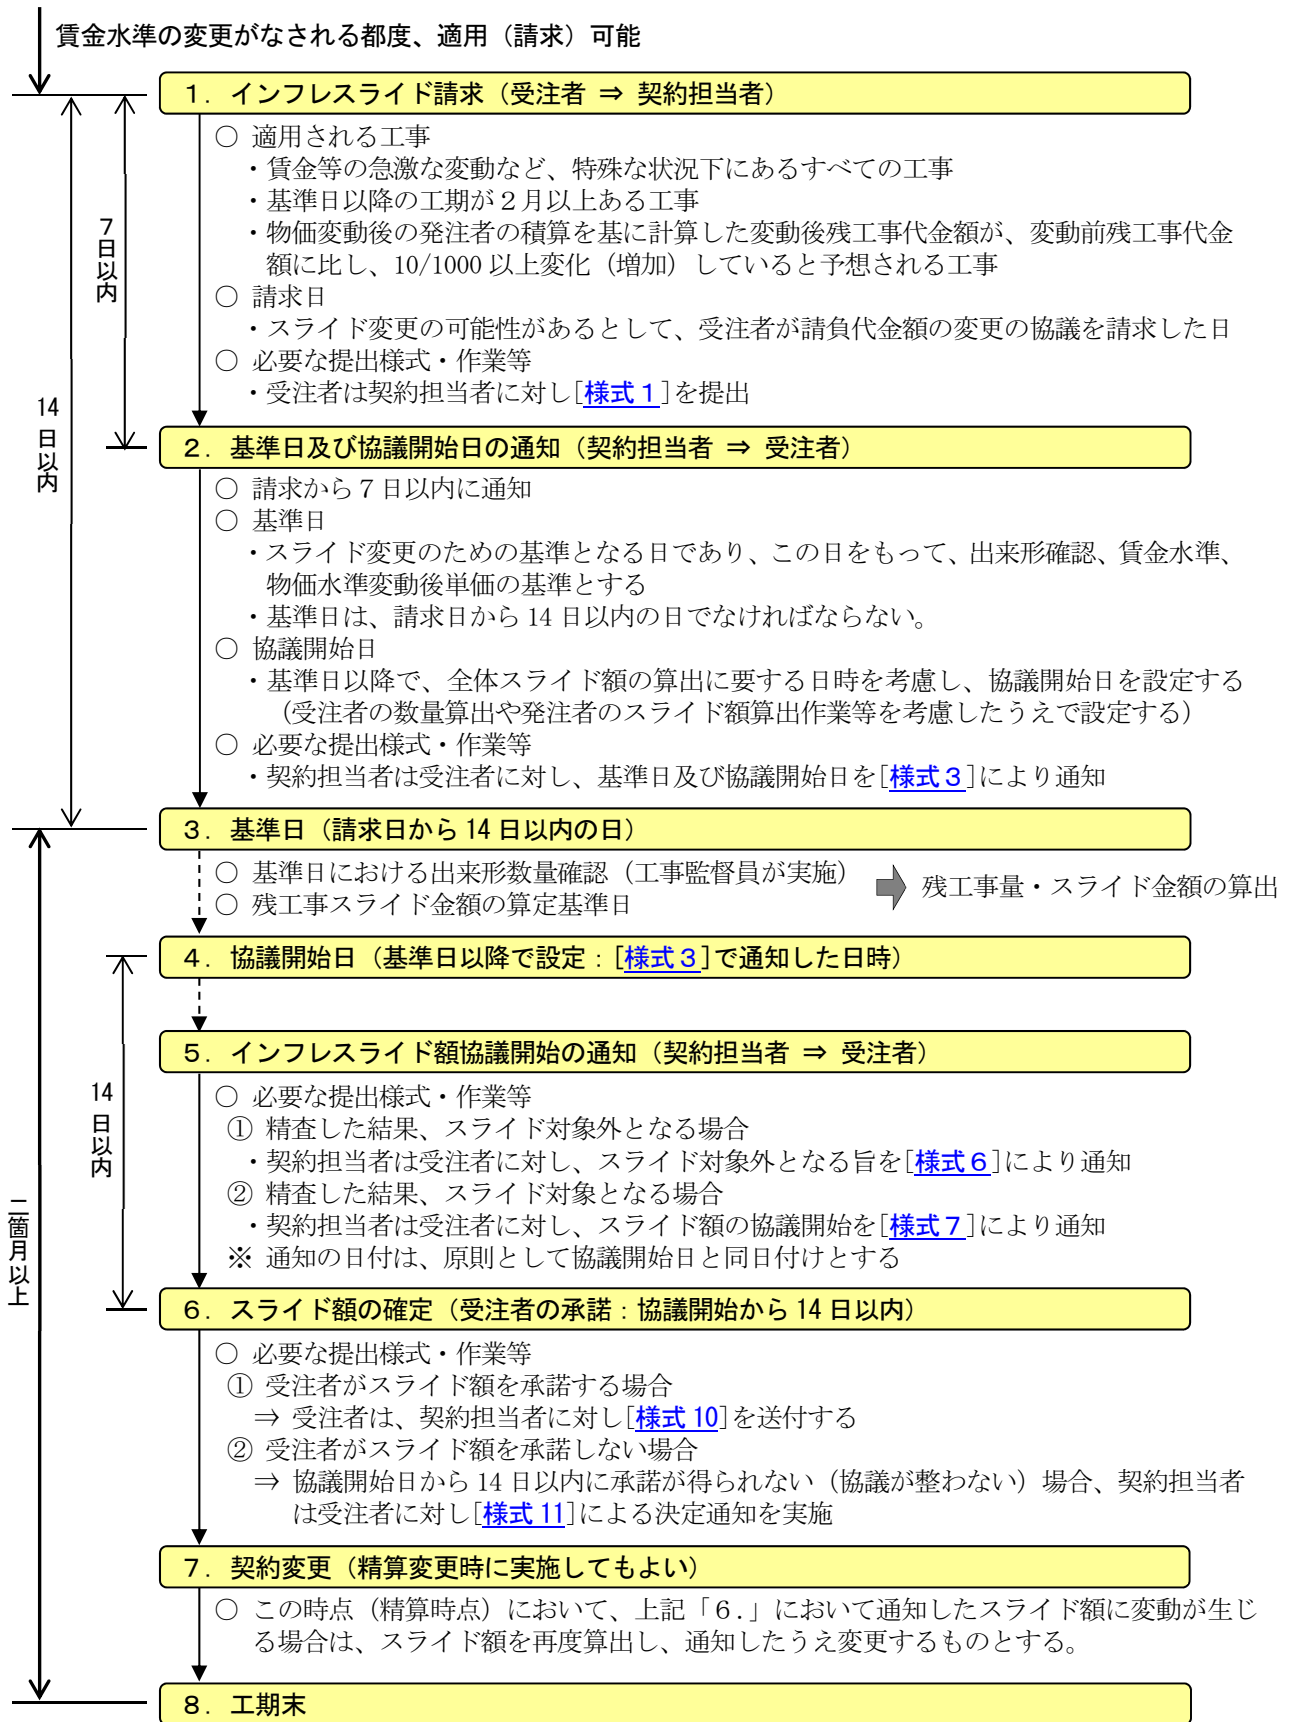 賃金水準の変更がなされる都度、適用（請求）可能
１．インフレスライド請求（受注者 ⇒ 契約担当者）
○ 適用される工事
・賃金等の急激な変動など、特殊な状況下にあるすべての工事
・基準日以降の工期が２月以上ある工事
・物価変動後の発注者の積算を基に計算した変動後残工事代金額が、変動前残工事代金
額に比し、10/1000 以上変化（増加）していると予想される工事
○ 請求日
・スライド変更の可能性があるとして、受注者が請負代金額の変更の協議を請求した日
○ 必要な提出様式・作業等
・受注者は契約担当者に対し[様式１]を提出
７日以内
14日以内
２．基準日及び協議開始日の通知（契約担当者 ⇒ 受注者）
○ 請求から７日以内に通知
○ 基準日
・スライド変更のための基準となる日であり、この日をもって、出来形確認、賃金水準、
物価水準変動後単価の基準とする
・基準日は、請求日から 14 日以内の日でなければならない。
○ 協議開始日
・基準日以降で、全体スライド額の算出に要する日時を考慮し、協議開始日を設定する
（受注者の数量算出や発注者のスライド額算出作業等を考慮したうえで設定する）
○ 必要な提出様式・作業等
・契約担当者は受注者に対し、基準日及び協議開始日を[様式３]により通知
３．基準日（請求日から 14 日以内の日）
○ 基準日における出来形数量確認（工事監督員が実施）
○ 残工事スライド金額の算定基準日
残工事量・スライド金額の算出
４．協議開始日（基準日以降で設定：[様式３]で通知した日時）
５．インフレスライド額協議開始の通知（契約担当者 ⇒ 受注者）
○ 必要な提出様式・作業等
① 精査した結果、スライド対象外となる場合
・契約担当者は受注者に対し、スライド対象外となる旨を[様式６]により通知
② 精査した結果、スライド対象となる場合
・契約担当者は受注者に対し、スライド額の協議開始を[様式７]により通知
※ 通知の日付は、原則として協議開始日と同日付けとする
14日以内
二箇月以上
６．スライド額の確定（受注者の承諾：協議開始から 14 日以内）
○ 必要な提出様式・作業等
① 受注者がスライド額を承諾する場合
⇒ 受注者は、契約担当者に対し[様式 10]を送付する
② 受注者がスライド額を承諾しない場合
⇒ 協議開始日から 14 日以内に承諾が得られない（協議が整わない）場合、契約担当者
は受注者に対し[様式 11]による決定通知を実施
７．契約変更（精算変更時に実施してもよい）
○ この時点（精算時点）において、上記「６．」において通知したスライド額に変動が生じ
る場合は、スライド額を再度算出し、通知したうえ変更するものとする。
８．工期末